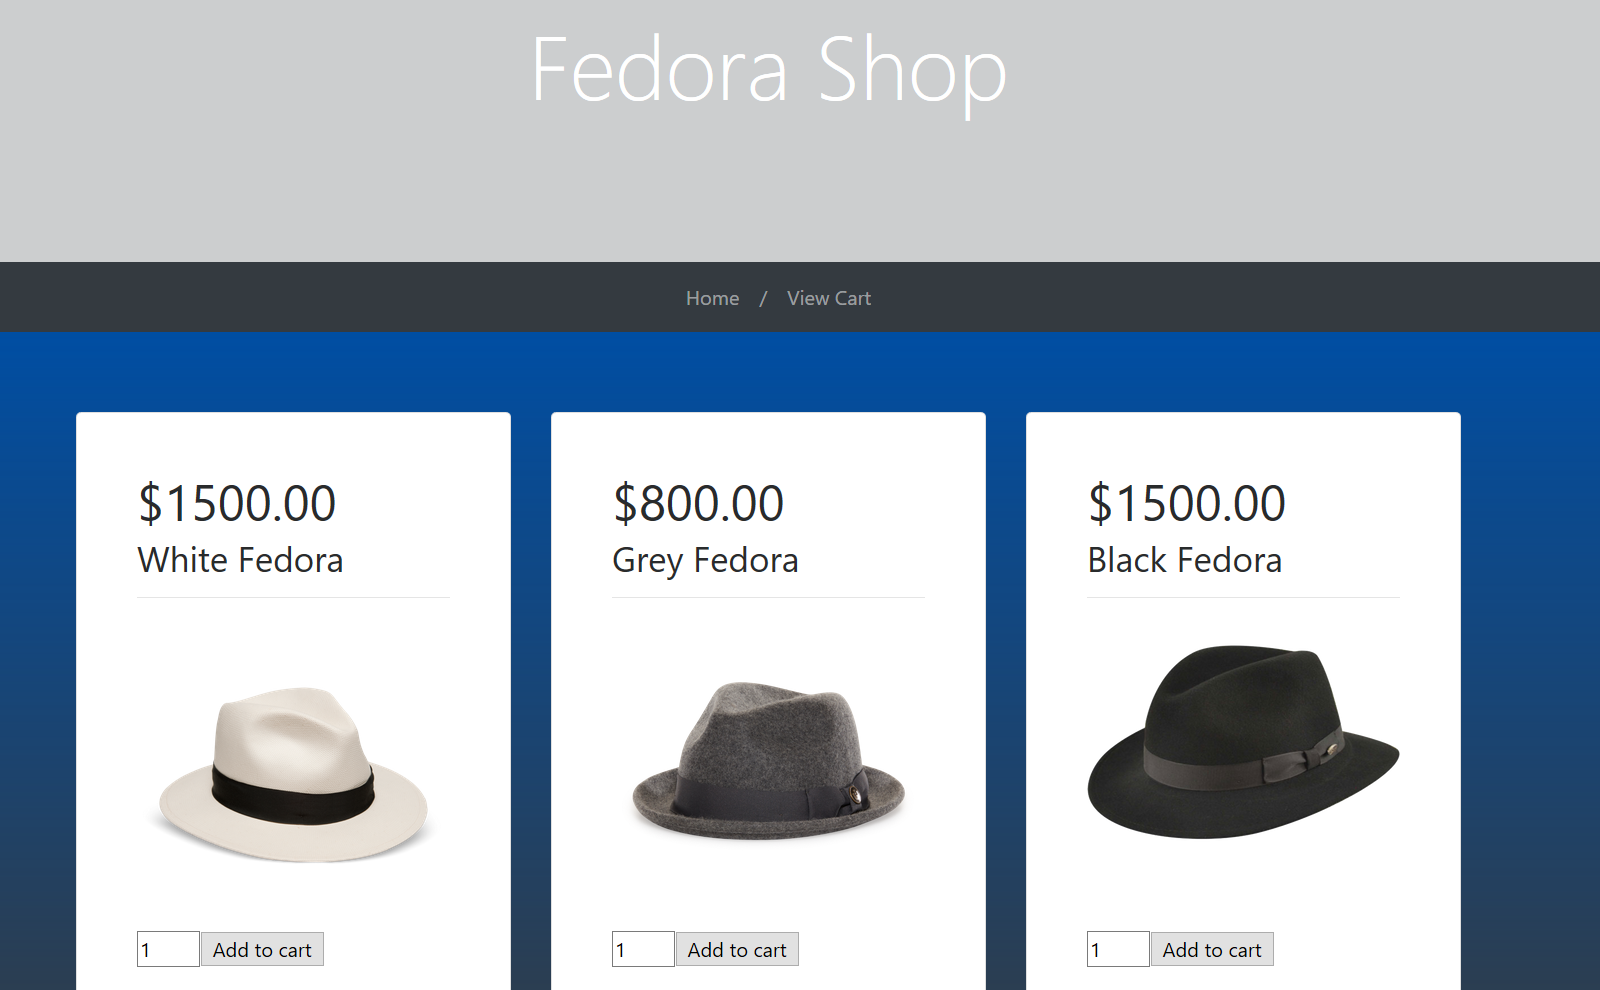 Fedora Shop
Home / View Cart
$1500.00
White Fedora
1 Add to cart
$800.00
Grey Fedora
1 Add to cart
$1500.00
Black Fedora
1 Add to cart